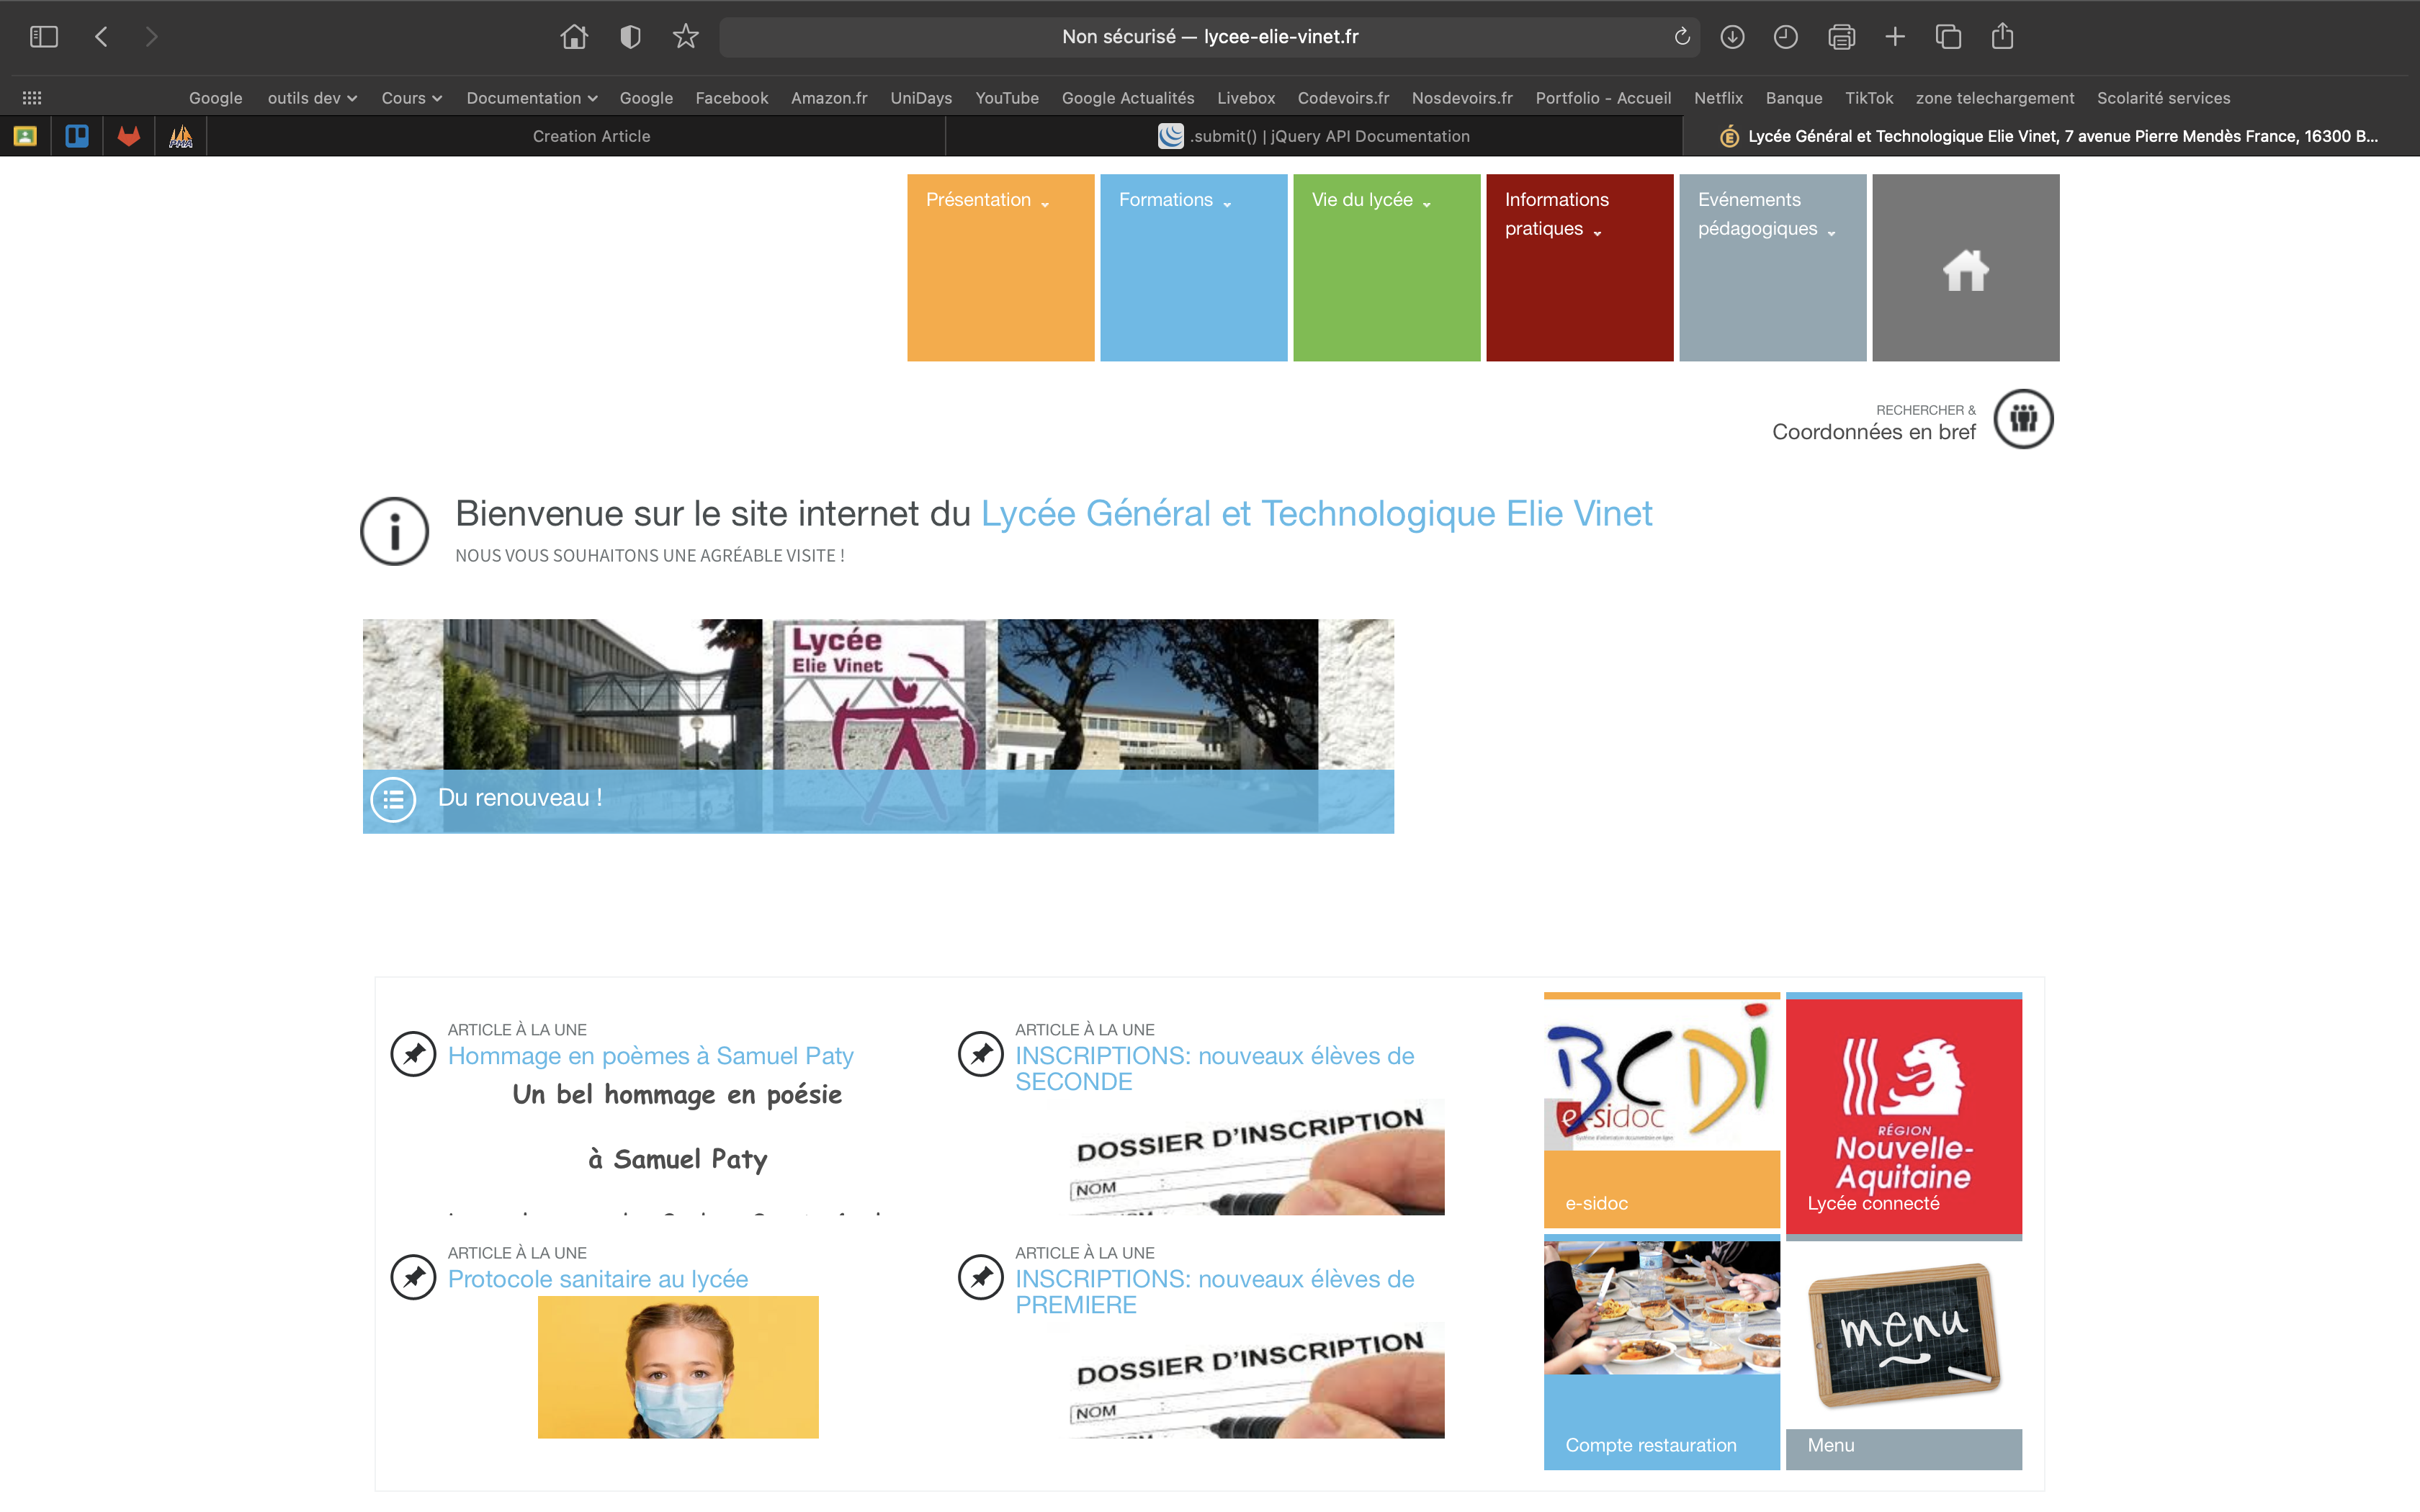 Non sécurisé — lycee-elie-vinet.fr
Google outils dev Cours Documentation Google Facebook Amazon.fr UniDays YouTube Google Actualités Livebox Codevoirs.fr Nosdevoirs.fr Portfolio - Accueil Netflix Banque TikTok zone telechargement Scolarité services
PMA
Creation Article
.submit() | jQuery API Documentation
Lycée Général et Technologique Elie Vinet, 7 avenue Pierre Mendès France, 16300 B...
Présentation
Formations
Vie du lycée
Informations
pratiques
Evénements
pédagogiques
RECHERCHER &
Coordonnées en bref
Bienvenue sur le site internet du Lycée Général et Technologique Elie Vinet
NOUS VOUS SOUHAITONS UNE AGRÉABLE VISITE !
Lycée
Elie Vinet
Du renouveau !
ARTICLE À LA UNE
Hommage en poèmes à Samuel Paty
Un bel hommage en poésie
à Samuel Paty
ARTICLE À LA UNE
INSCRIPTIONS: nouveaux élèves de
SECONDE
DOSSIER D'INSCRIPTION
NOM :
BCDI
e-sidoc
e-sidoc
RÉGION
Nouvelle-
Aquitaine
Lycée connecté
ARTICLE À LA UNE
Protocole sanitaire au lycée
ARTICLE À LA UNE
INSCRIPTIONS: nouveaux élèves de
PREMIERE
DOSSIER D'INSCRIPTION
NOM :
Compte restauration
menu
Menu